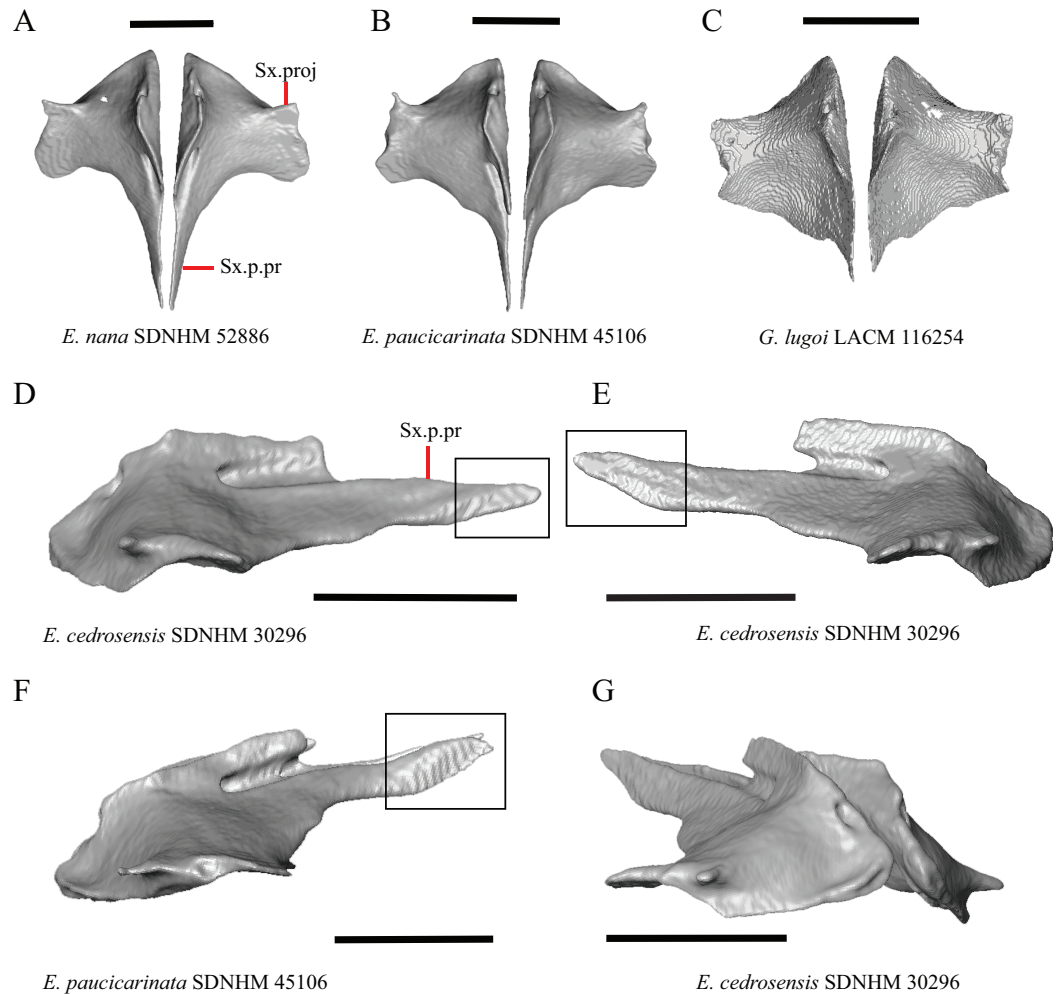 A
B
C
Sx.proj
Sx.p.pr
E. nana SDNHM 52886
E. paucicarinata SDNHM 45106
G. lugoi LACM 116254
D
E
Sx.p.pr
E. cedrosensis SDNHM 30296
E. cedrosensis SDNHM 30296
F
G
E. paucicarinata SDNHM 45106
E. cedrosensis SDNHM 30296